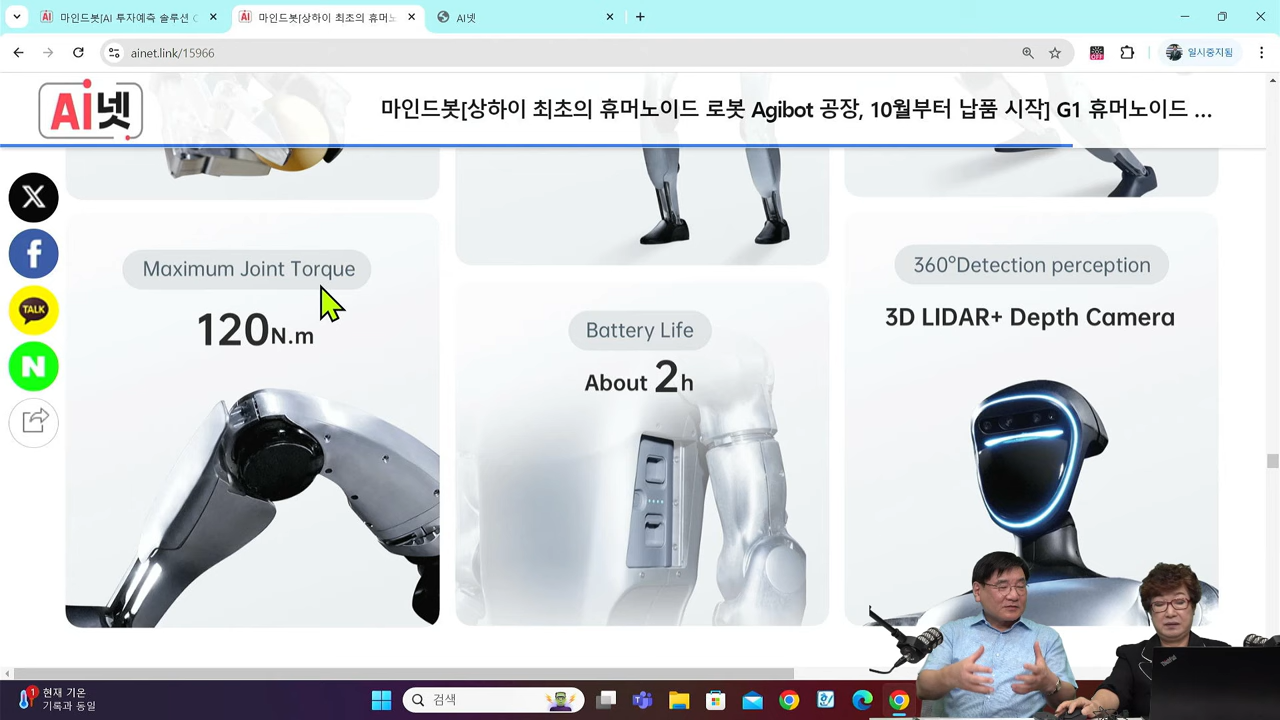 마인드봇[AI 투자예측 솔루션
마인드봇[상하이 최초의 휴머노
AI넷
ainet.link/15966
OFF
일시중지됨
Ai넷
마인드봇[상하이 최초의 휴머노이드 로봇 Agibot 공장, 10월부터 납품 시작] G1 휴머노이드 ...
X
f
TALK
N
Maximum Joint Torque
120N.m
Battery Life
About 2h
360°Detection perception
3D LIDAR+ Depth Camera
ThinkPad
1
현재 기온
기록과 동일
검색